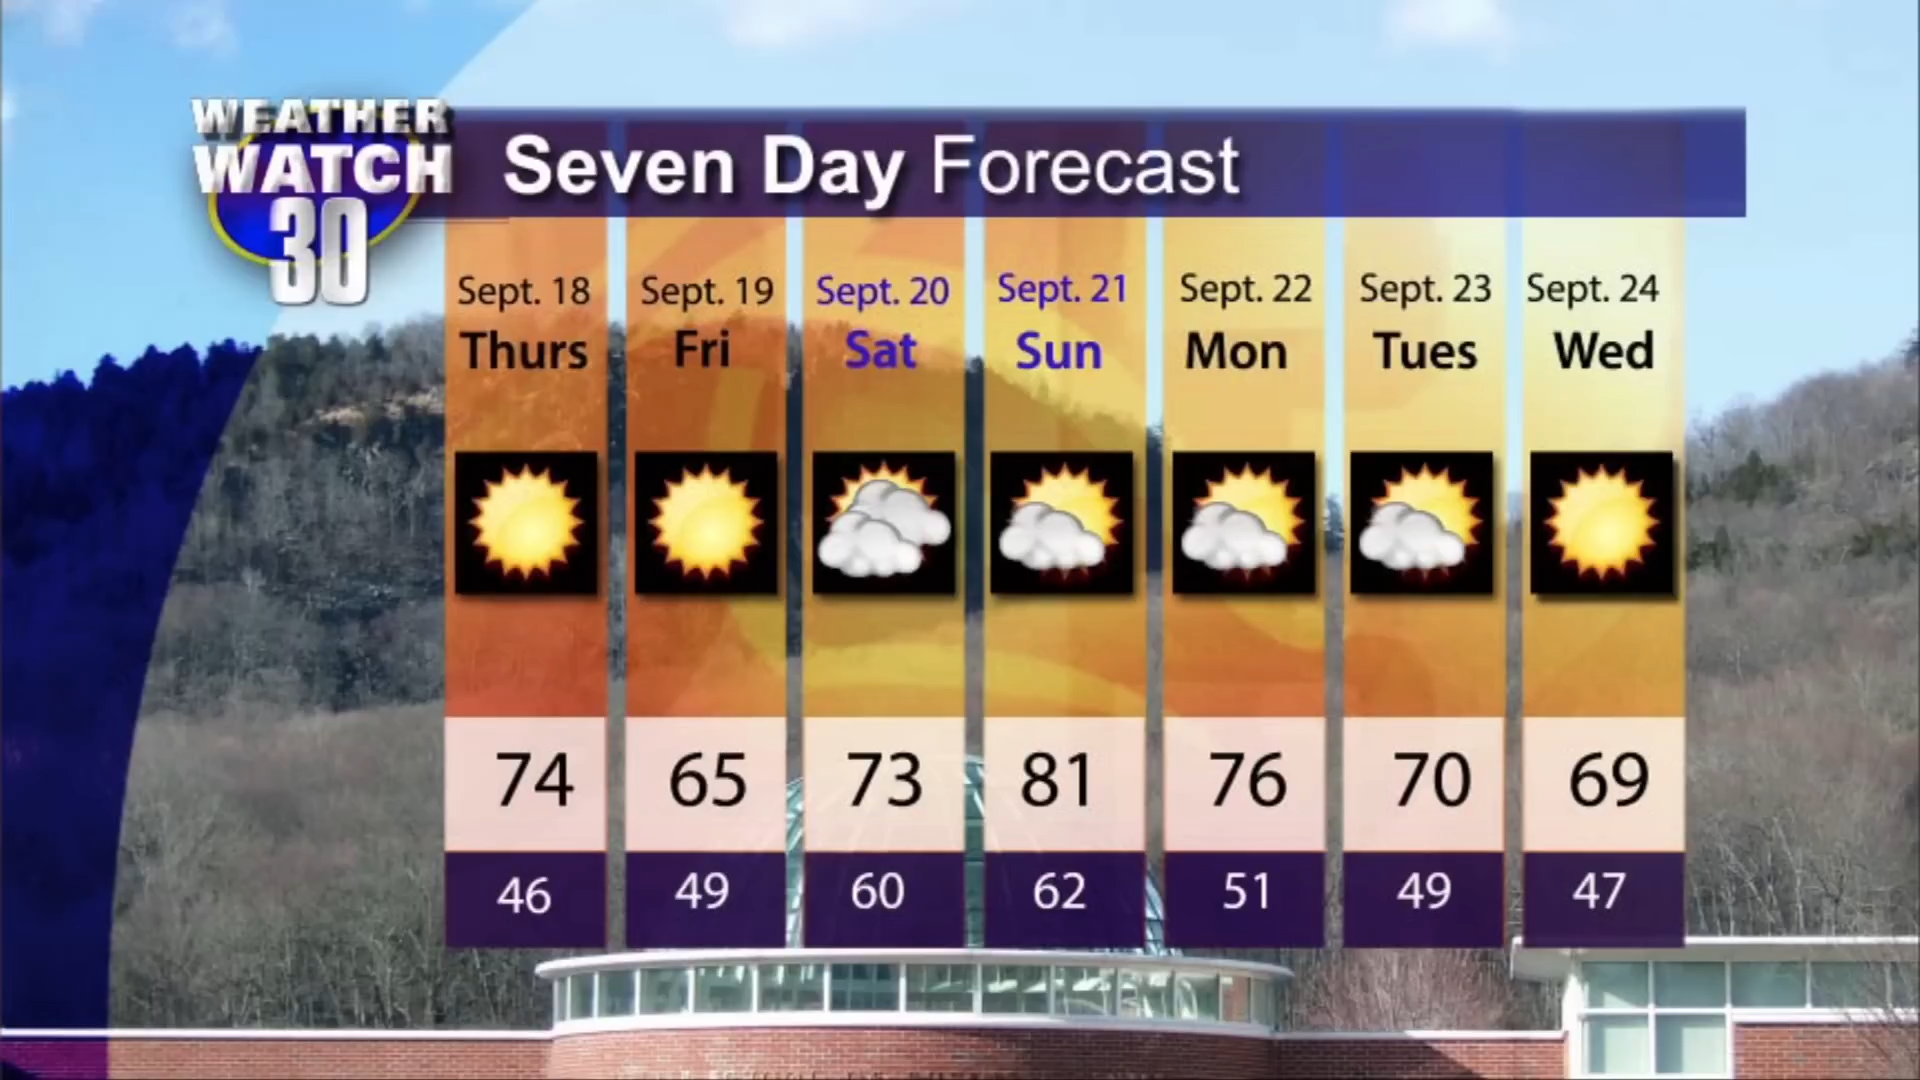 WEATHER
WATCH
30
Seven Day Forecast
Sept. 18 Sept. 19 Sept. 20 Sept. 21 Sept. 22 Sept. 23 Sept. 24
Thurs Fri Sat Sun Mon Tues Wed
74 65 73 81 76 70 69
46 49 60 62 51 49 47